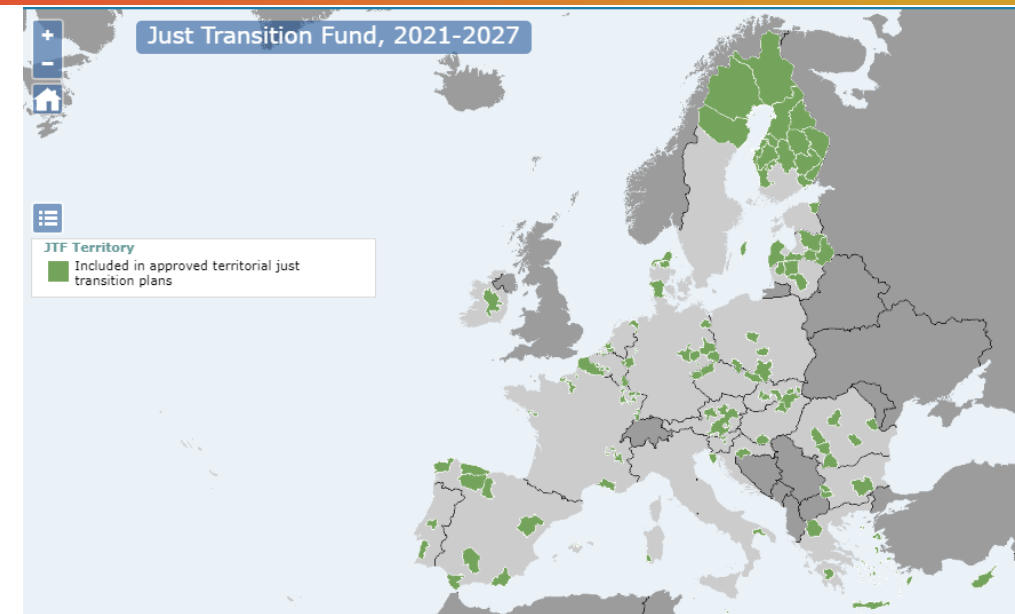 +
Just Transition Fund, 2021-2027
-
JTF Territory
Included in approved territorial just
transition plans